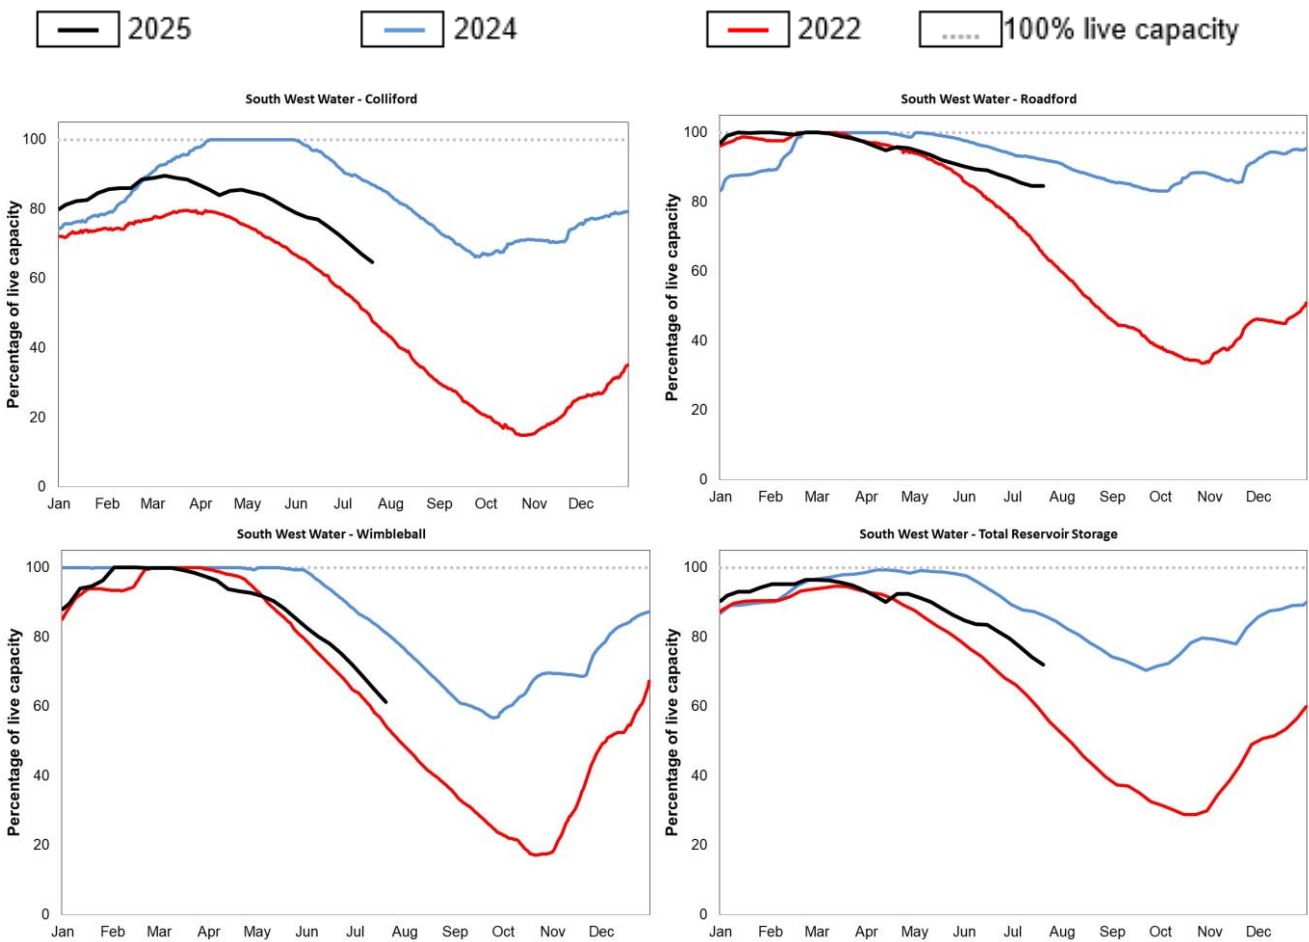 2025 2024 2022 100% live capacity
South West Water - Colliford
Percentage of live capacity
100
80
60
40
20
0
Jan Feb Mar Apr May Jun Jul Aug Sep Oct Nov Dec
South West Water - Roadford
Percentage of live capacity
100
80
60
40
20
0
Jan Feb Mar Apr May Jun Jul Aug Sep Oct Nov Dec
South West Water - Wimbleball
Percentage of live capacity
100
80
60
40
20
0
Jan Feb Mar Apr May Jun Jul Aug Sep Oct Nov Dec
South West Water - Total Reservoir Storage
Percentage of live capacity
100
80
60
40
20
0
Jan Feb Mar Apr May Jun Jul Aug Sep Oct Nov Dec